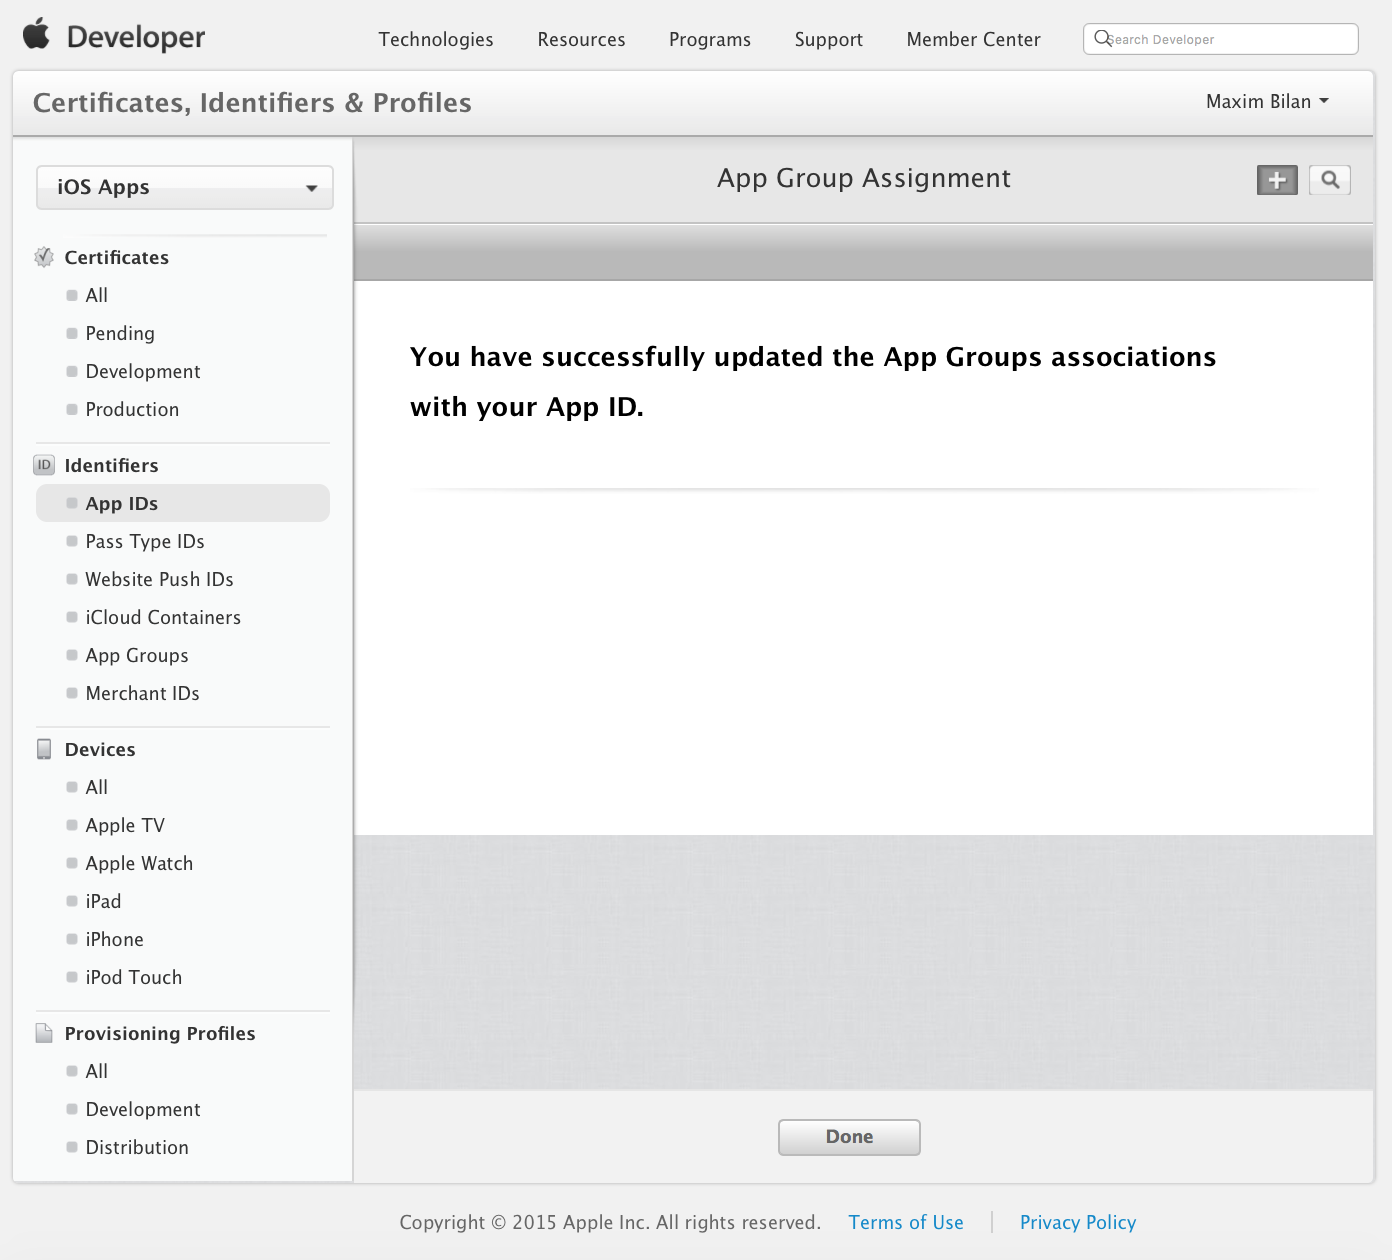 Developer
Technologies Resources Programs Support Member Center Search Developer
Certificates, Identifiers & Profiles
Maxim Bilan
iOS Apps
App Group Assignment
Certificates
All
Pending
Development
Production
ID Identifiers
App IDs
Pass Type IDs
Website Push IDs
iCloud Containers
App Groups
Merchant IDs
Devices
All
Apple TV
Apple Watch
iPad
iPhone
iPod Touch
Provisioning Profiles
All
Development
Distribution
You have successfully updated the App Groups associations
with your App ID.
Done
Copyright © 2015 Apple Inc. All rights reserved. Terms of Use Privacy Policy